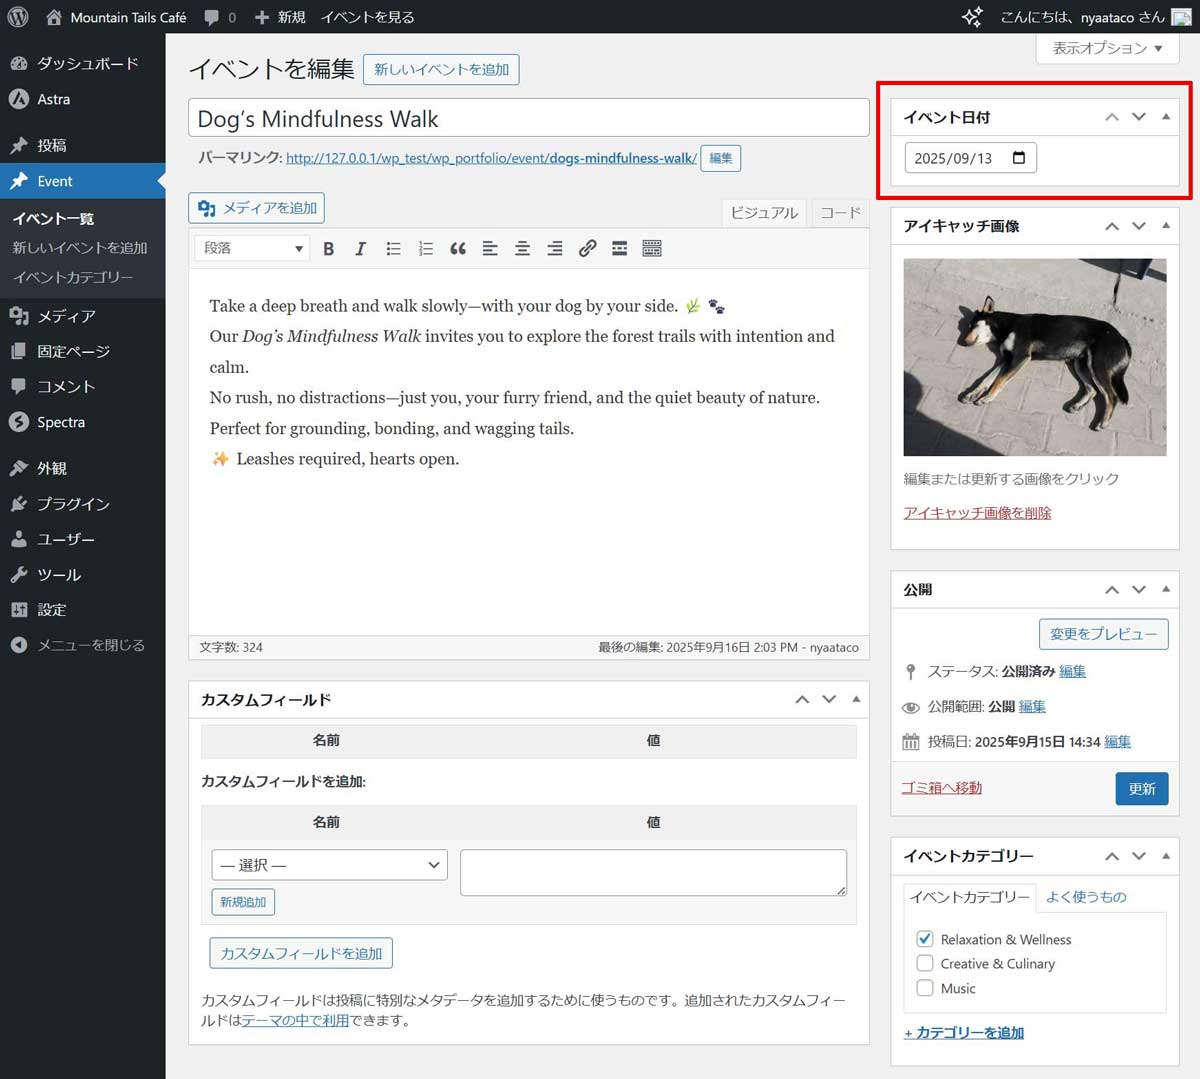 Mountain Tails Café 0 新規 イベントを見る こんにちは、nyaataco さん
表示オプション
ダッシュボード
Astra
投稿
Event
イベント一覧
新しいイベントを追加
イベントカテゴリー
メディア
固定ページ
コメント
Spectra
外観
プラグイン
ユーザー
ツール
設定
メニューを閉じる
イベントを編集 新しいイベントを追加
Dog’s Mindfulness Walk
パーマリンク: http://127.0.0.1/wp_test/wp_portfolio/event/dogs-mindfulness-walk/ 編集
メディアを追加 ビジュアル コード
段落 B I
Take a deep breath and walk slowly—with your dog by your side. 🌿 🐾
Our Dog’s Mindfulness Walk invites you to explore the forest trails with intention and
calm.
No rush, no distractions—just you, your furry friend, and the quiet beauty of nature.
Perfect for grounding, bonding, and wagging tails.
✨ Leashes required, hearts open.
文字数: 324 最後の編集: 2025年9月16日 2:03 PM - nyaataco
カスタムフィールド
名前 値
カスタムフィールドを追加:
名前 値
— 選択 —
新規追加
カスタムフィールドを追加
カスタムフィールドは投稿に特別なメタデータを追加するために使うものです。追加されたカスタムフィー
ルドはテーマの中で利用できます。
イベント日付
2025/09/13
アイキャッチ画像
編集または更新する画像をクリック
アイキャッチ画像を削除
公開
変更をプレビュー
ステータス: 公開済み 編集
公開範囲: 公開 編集
投稿日: 2025年9月15日 14:34 編集
ゴミ箱へ移動 更新
イベントカテゴリー
イベントカテゴリー よく使うもの
Relaxation & Wellness
Creative & Culinary
Music
+ カテゴリーを追加